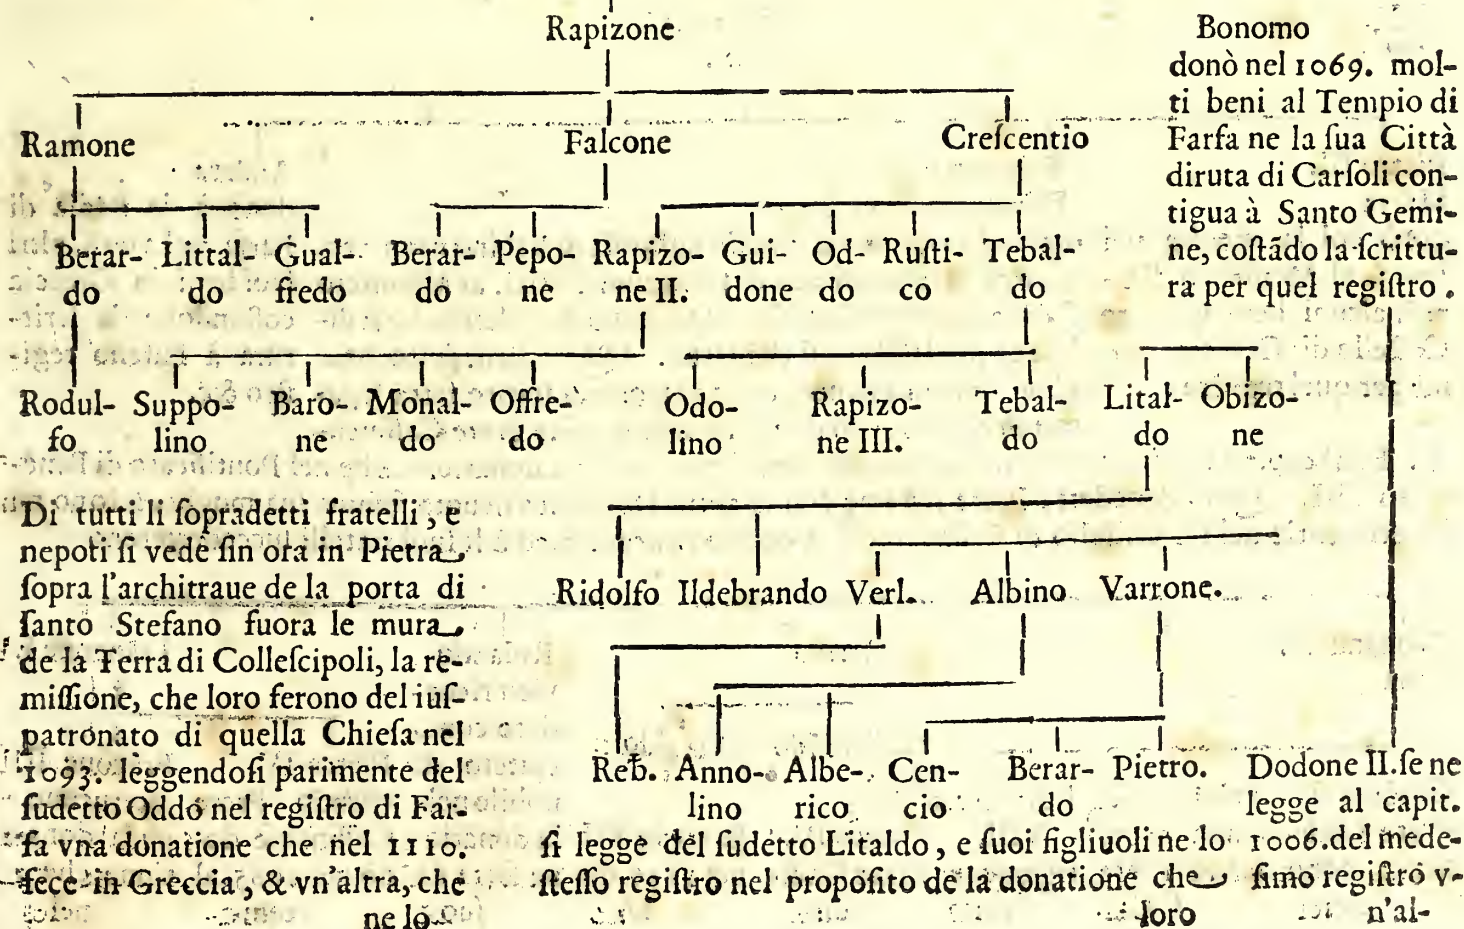 Rapizone
Ramone Falcone Creſcentio
Berar- Littal- Gual- Berar- Pepo- Rapizo- Gui- Od- Ruſti- Tebal-
do do fredo do ne ne II. done do co do
Rodul- Suppo- Baro- Monal- Offre- Odo- Rapizo- Tebal- Lital- Obizo-
fo lino ne do do lino ne III. do do ne
Bonomo
donò nel 1069. mol-
ti beni al Tempio di
Farfa ne la ſua Città
diruta di Carſoli con-
tigua à Santo Gemi-
ne, coſtãdo la ſcrittu-
ra per quel regiſtro.
Di tutti li ſopradetti fratelli, e
nepoti ſi vede ſin ora in Pietra
ſopra l'architraue de la porta di
ſanto Stefano fuora le mura
de la Terra di Colleſcipoli, la re-
miſſione, che loro ferono del iuſ-
patronato di quella Chieſa nel
1093. leggendoſi parimente del
ſudetto Oddo nel regiſtro di Far-
fa vna donatione che nel 1110.
fece in Greccia, & vn'altra, che
ne lo
Ridolfo Ildebrando Verl. Albino Varrone.
Reb. Anno- Albe- Cen- Berar- Pietro.
lino rico cio do
ſi legge del ſudetto Litaldo, e ſuoi figliuoli ne lo
ſteſſo regiſtro nel propoſito de la donatione che
loro
Dodone II. ſe ne
legge al capit.
1006. del mede-
ſimo regiſtro v-
n'al-